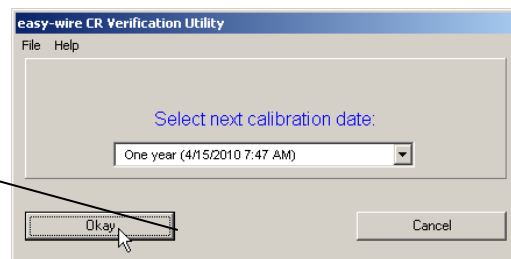 easy-wire CR Verification Utility
File Help
Select next calibration date:
One year (4/15/2010 7:47 AM)
Okay Cancel